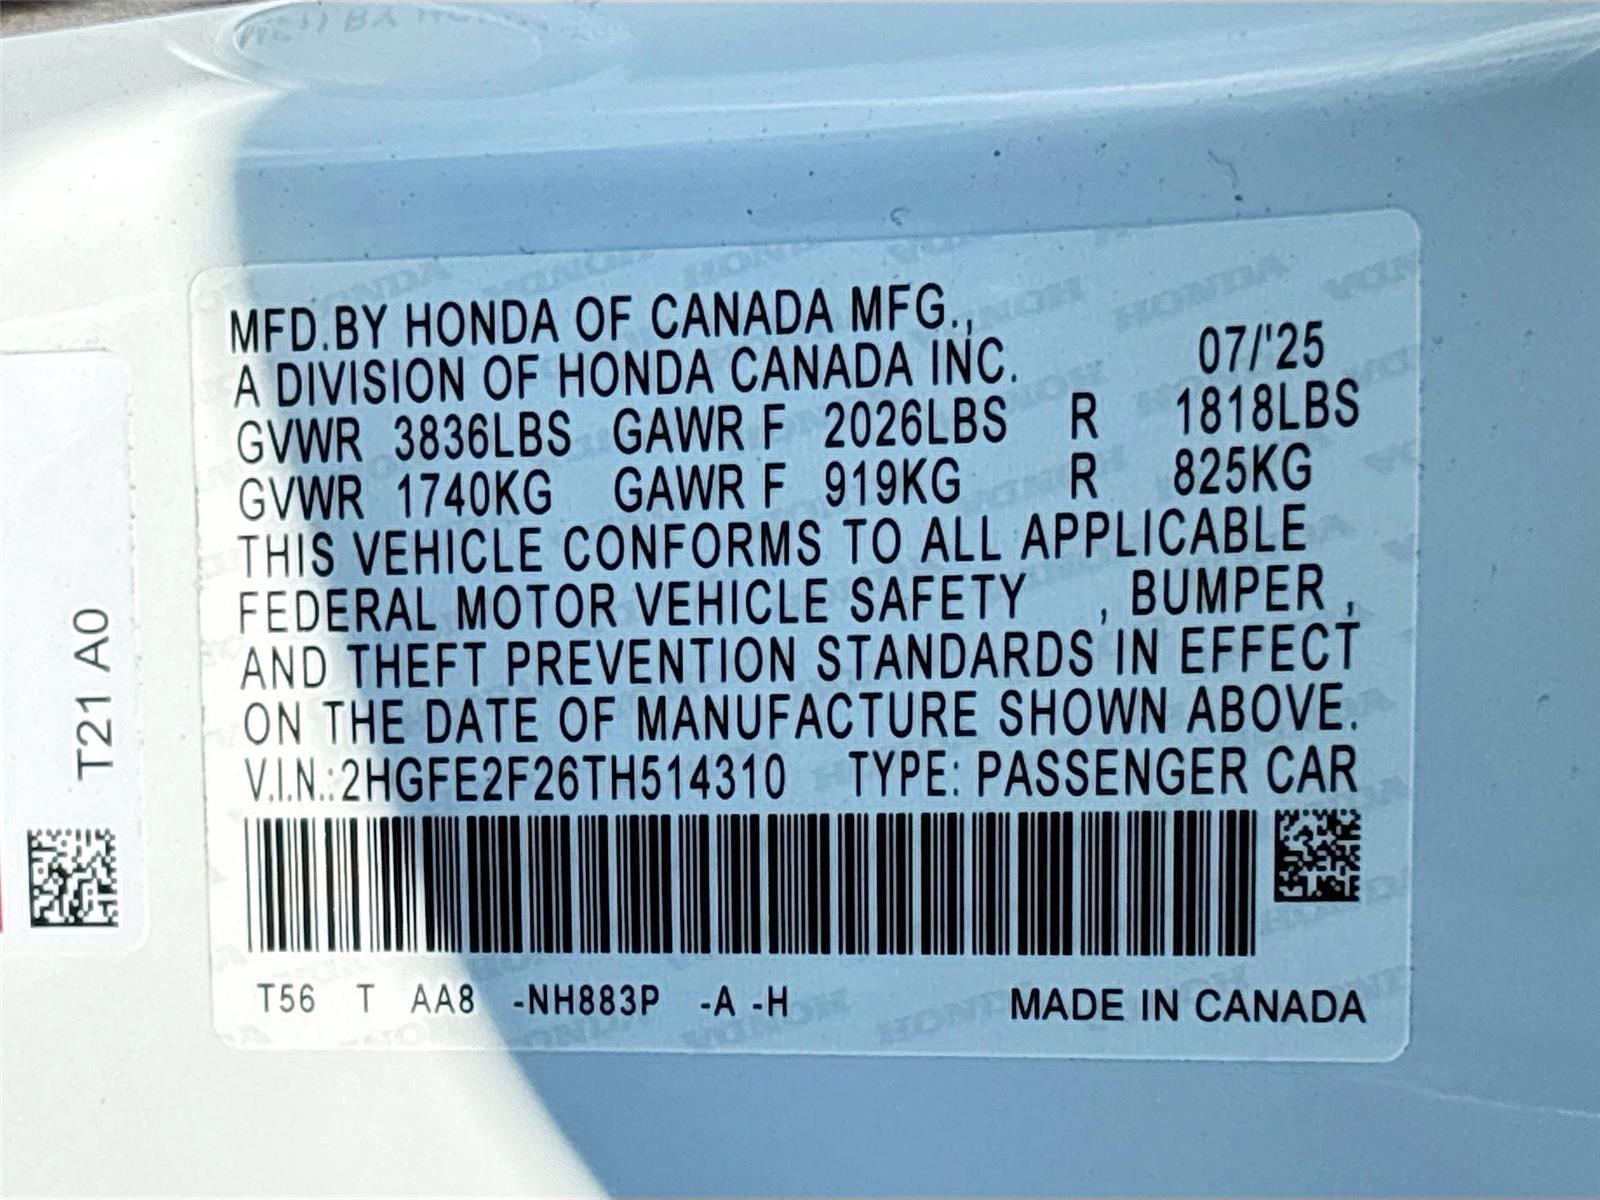 MFD.BY HONDA OF CANADA MFG.,
A DIVISION OF HONDA CANADA INC. 07/'25
GVWR 3836LBS GAWR F 2026LBS R 1818LBS
GVWR 1740KG GAWR F 919KG R 825KG
THIS VEHICLE CONFORMS TO ALL APPLICABLE
FEDERAL MOTOR VEHICLE SAFETY , BUMPER ,
AND THEFT PREVENTION STANDARDS IN EFFECT
ON THE DATE OF MANUFACTURE SHOWN ABOVE.
V.I.N.:2HGFE2F26TH514310 TYPE: PASSENGER CAR
T56 T AA8 -NH883P -A -H MADE IN CANADA
T21 A0